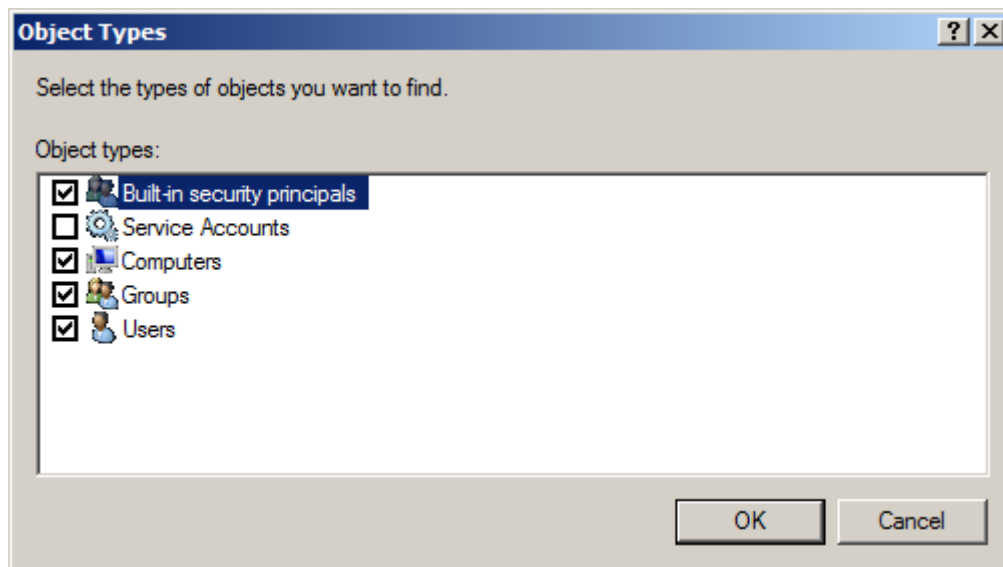 Object Types
Select the types of objects you want to find.
Object types:
Built-in security principals
Service Accounts
Computers
Groups
Users
OK Cancel